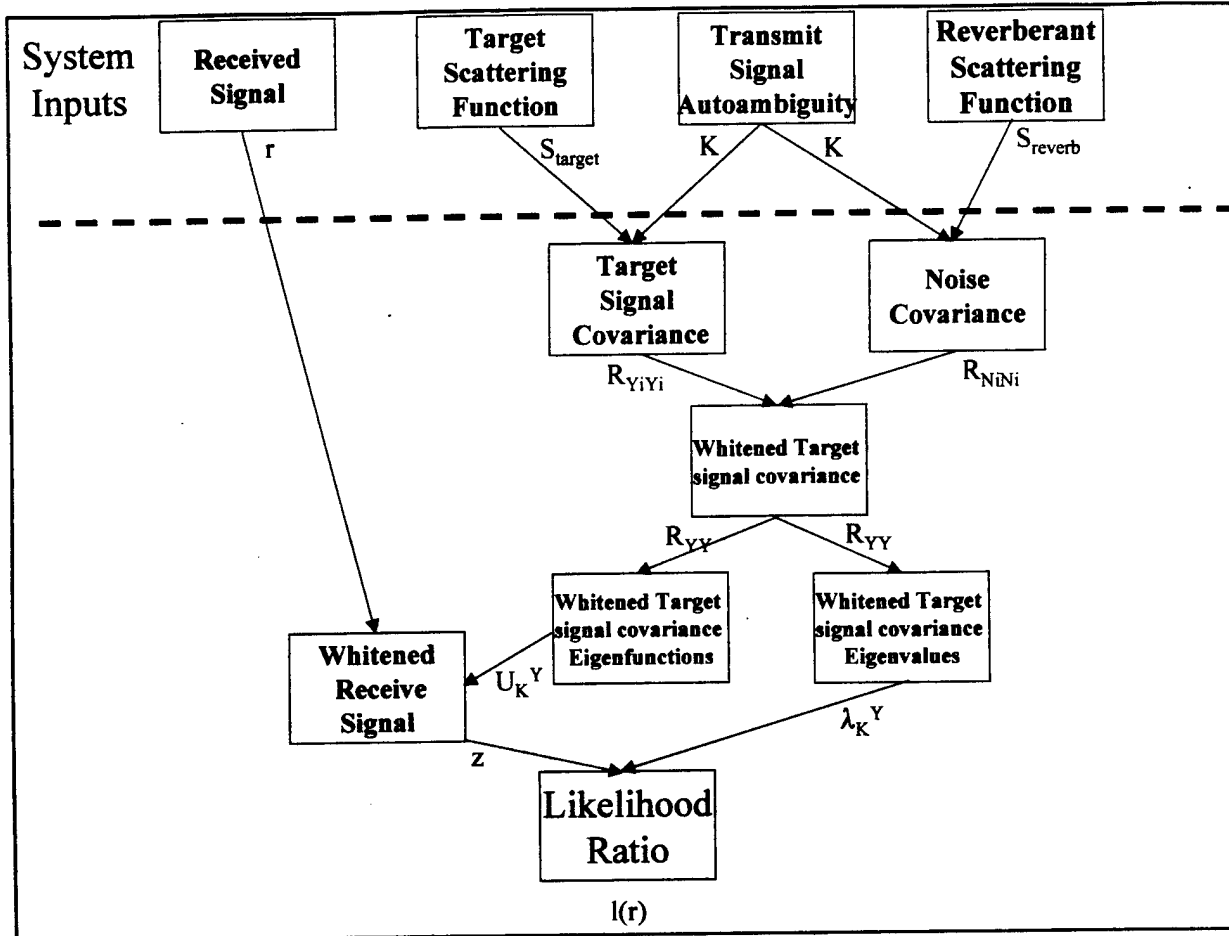 System
Inputs
Received
Signal
Target
Scattering
Function
Transmit
Signal
Autoambiguity
Reverberant
Scattering
Function
r
S_target
K
K
S_reverb
Target
Signal
Covariance
Noise
Covariance
R_YiYi
R_NiNi
Whitened Target
signal covariance
R_YY
R_YY
Whitened Target
signal covariance
Eigenfunctions
Whitened Target
signal covariance
Eigenvalues
Whitened
Receive
Signal
U_K^Y
λ_K^Y
z
Likelihood
Ratio
l(r)